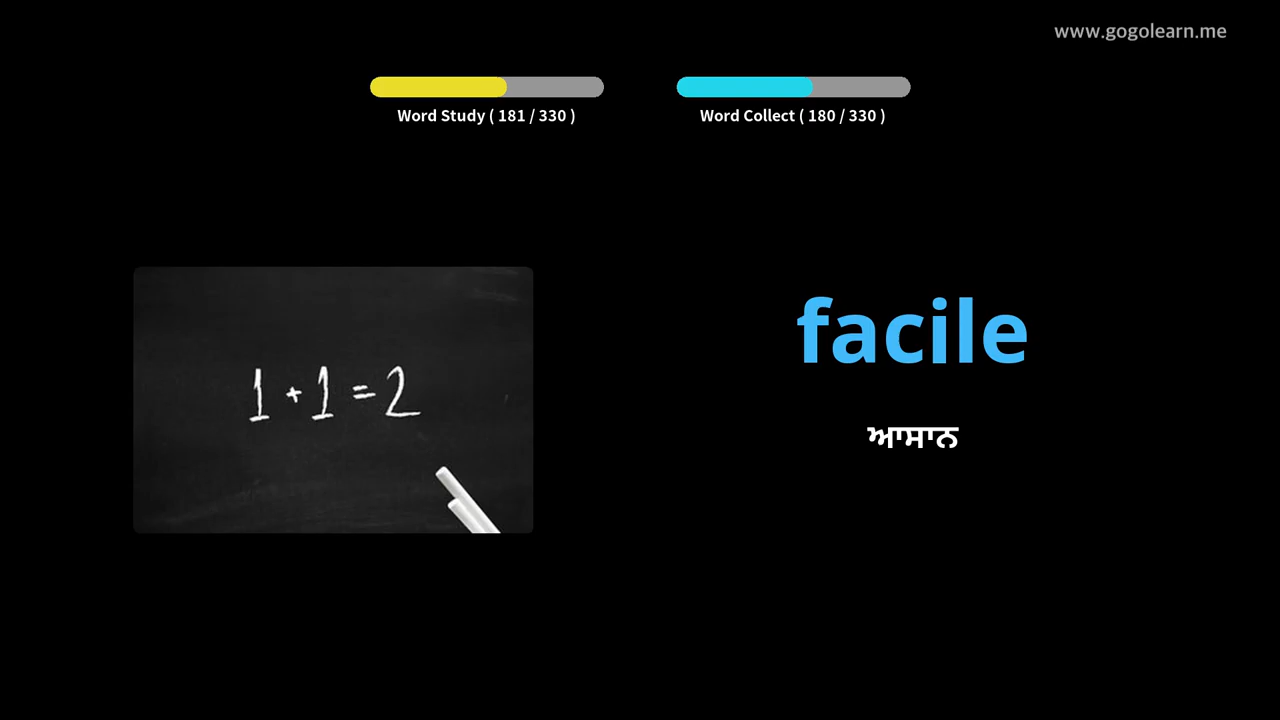 www.gogolearn.me
Word Study ( 181 / 330 )
Word Collect ( 180 / 330 )
1 + 1 = 2
facile
ਆਸਾਨ